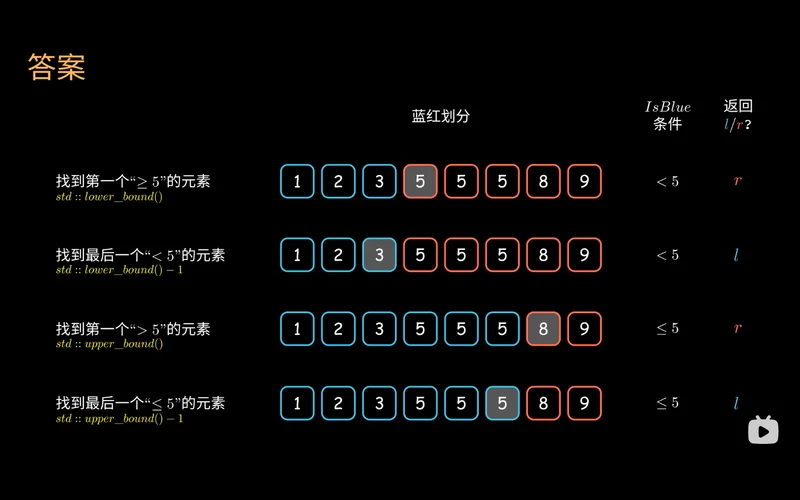 答案
蓝红划分
IsBlue
条件
返回
l/r?
找到第一个“≥ 5”的元素
std :: lower_bound()
1 2 3 5 5 5 8 9
< 5
r
找到最后一个“< 5”的元素
std :: lower_bound() − 1
1 2 3 5 5 5 8 9
< 5
l
找到第一个“> 5”的元素
std :: upper_bound()
1 2 3 5 5 5 8 9
≤ 5
r
找到最后一个“≤ 5”的元素
std :: upper_bound() − 1
1 2 3 5 5 5 8 9
≤ 5
l